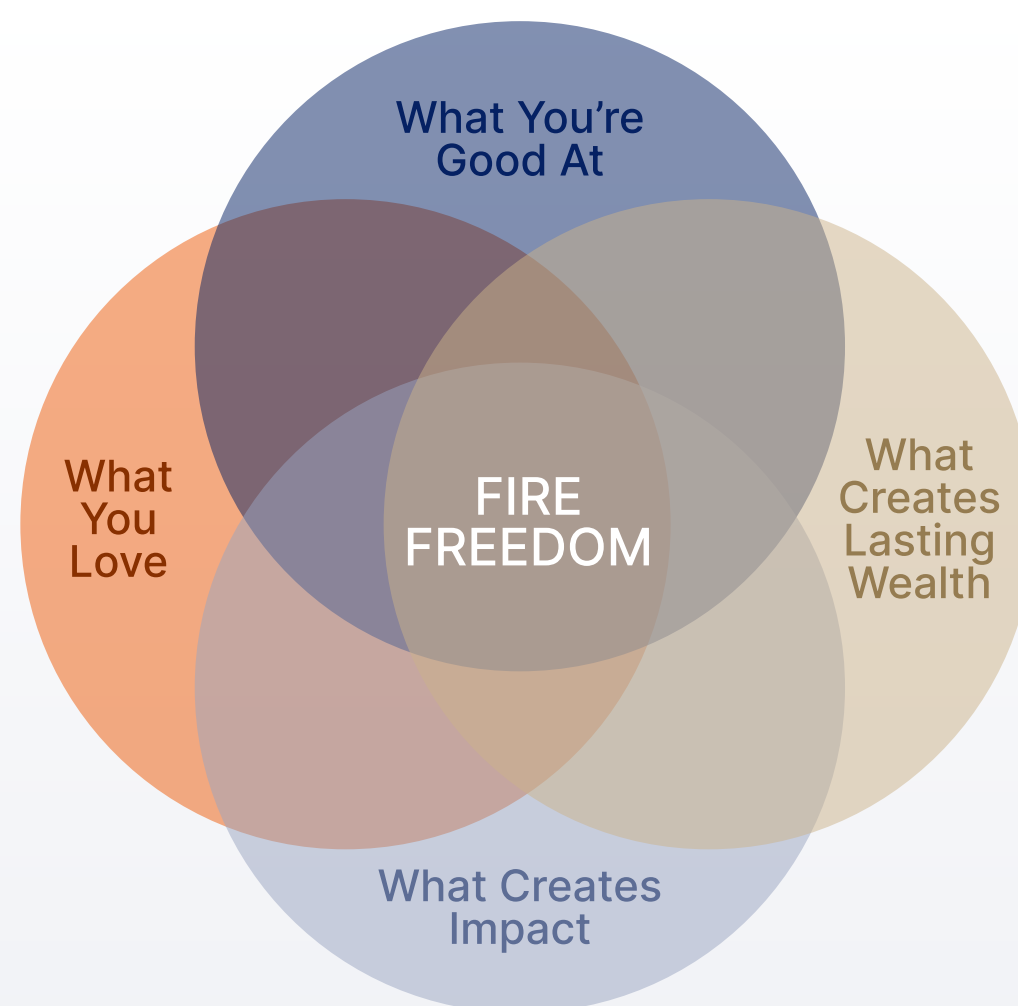 What You’re
Good At
What
You
Love
FIRE
FREEDOM
What
Creates
Lasting
Wealth
What Creates
Impact